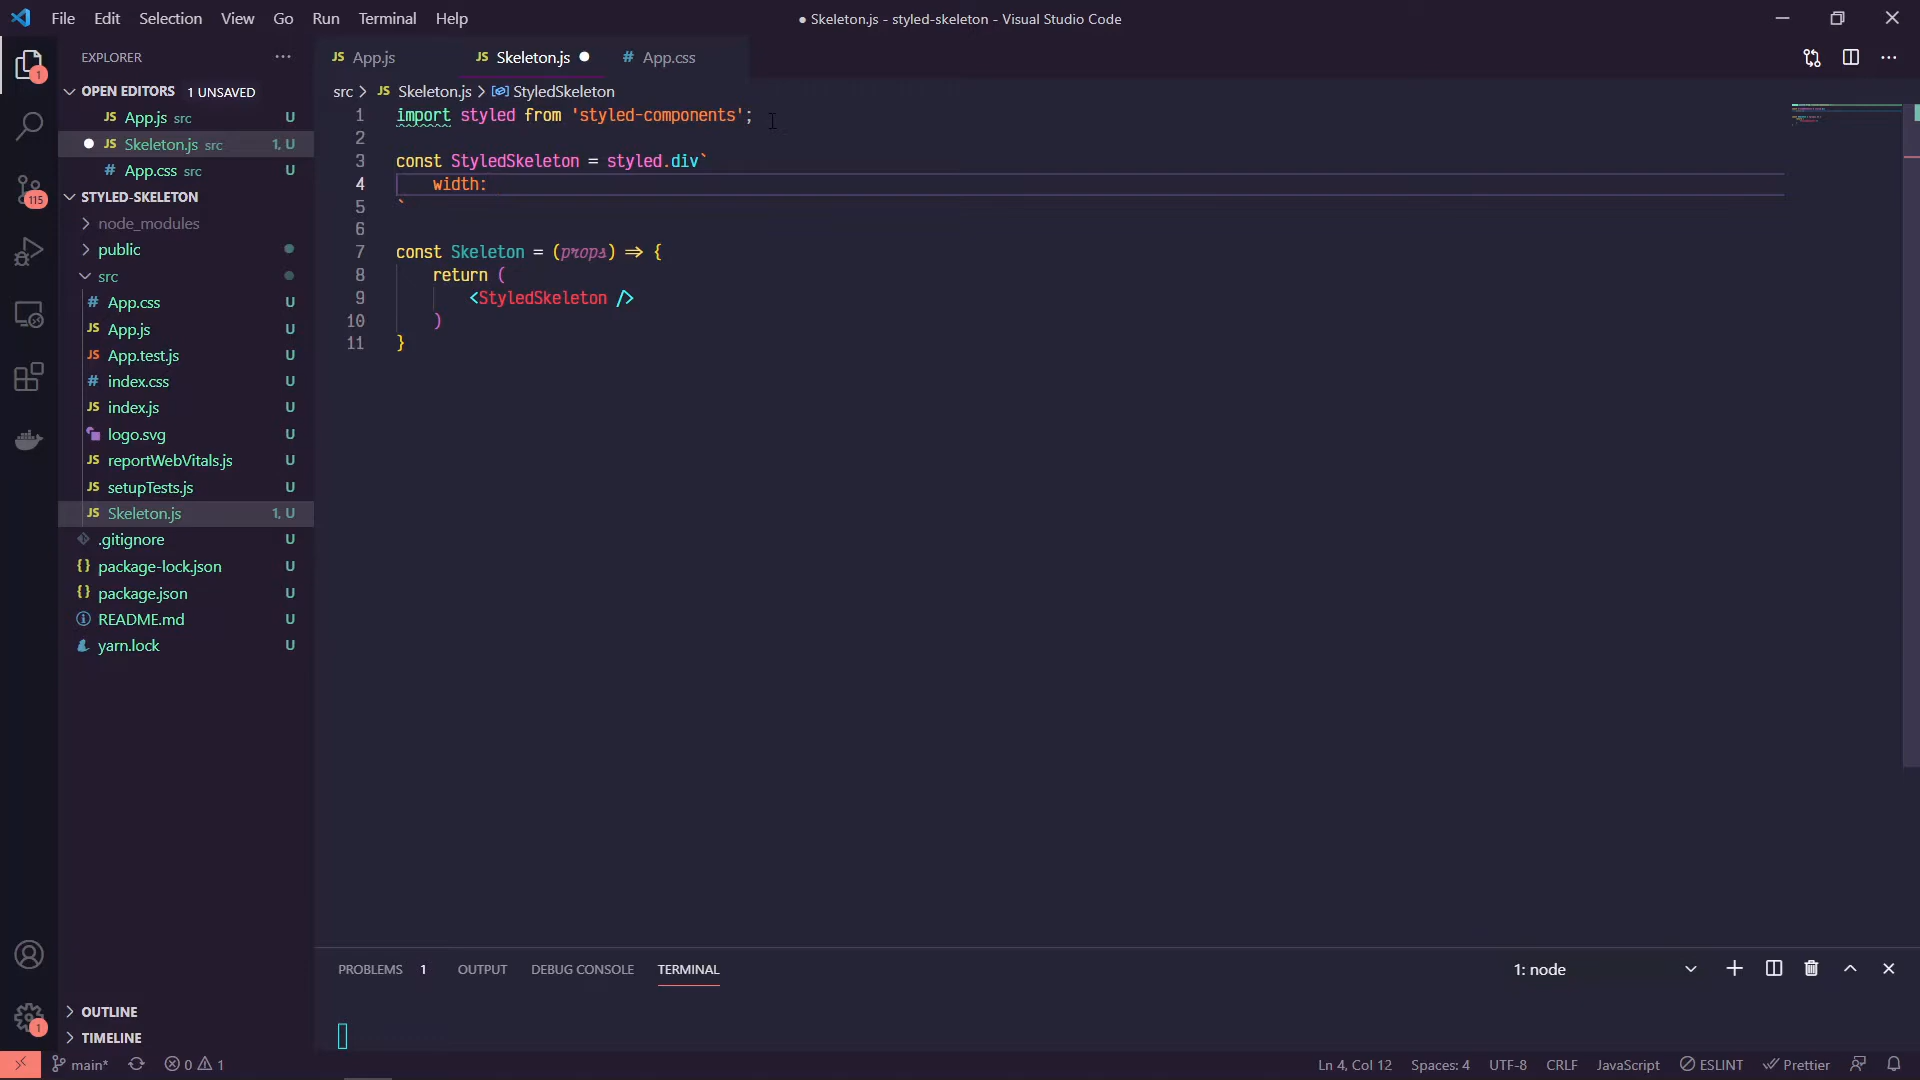 File Edit Selection View Go Run Terminal Help
● Skeleton.js - styled-skeleton - Visual Studio Code
EXPLORER
OPEN EDITORS 1 UNSAVED
JS App.js src U
JS Skeleton.js src 1, U
# App.css src U
STYLED-SKELETON
node_modules
public
src
# App.css U
JS App.js U
JS App.test.js U
# index.css U
JS index.js U
logo.svg U
JS reportWebVitals.js U
JS setupTests.js U
JS Skeleton.js 1, U
.gitignore U
{} package-lock.json U
{} package.json U
README.md U
yarn.lock U
OUTLINE
TIMELINE
1
115
1
JS App.js JS Skeleton.js ● # App.css
src > JS Skeleton.js > StyledSkeleton
1 import styled from 'styled-components';
2
3 const StyledSkeleton = styled.div`
4 width:
5 `
6
7 const Skeleton = (props) => {
8 return (
9 <StyledSkeleton />
10 )
11 }
PROBLEMS 1 OUTPUT DEBUG CONSOLE TERMINAL 1: node
main* 0 1 Ln 4, Col 12 Spaces: 4 UTF-8 CRLF JavaScript ESLINT Prettier